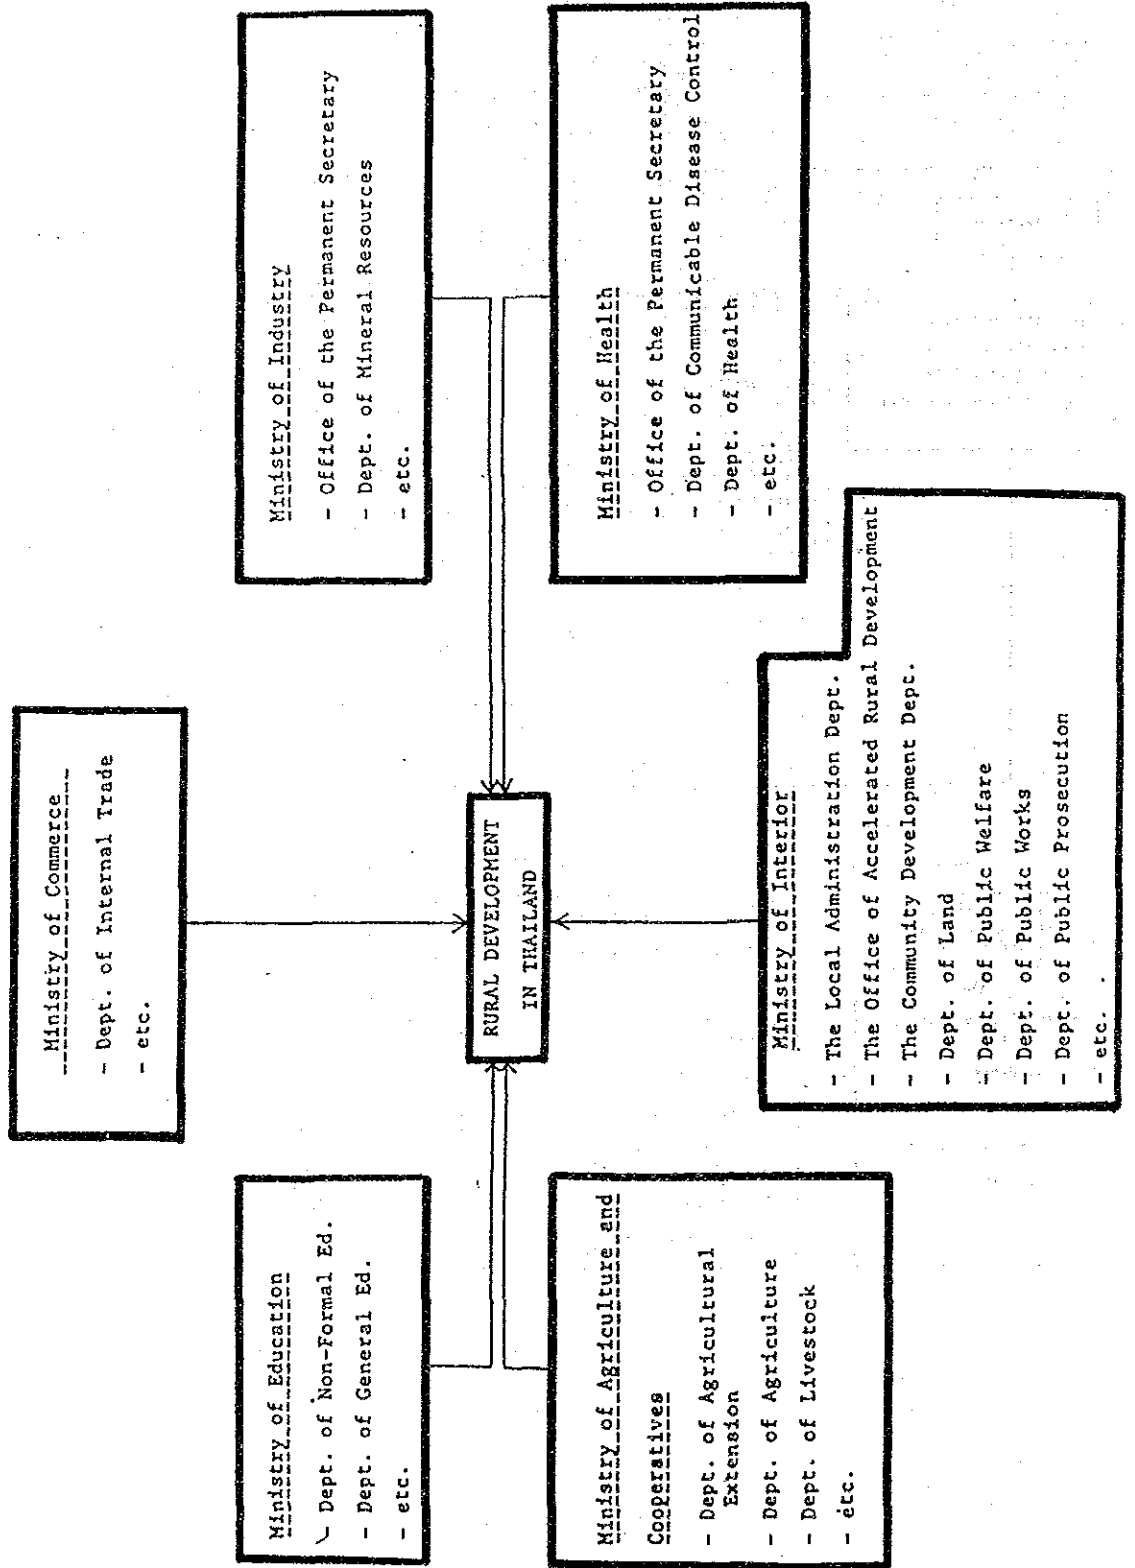 Ministry of Commerce
- Dept. of Internal Trade
- etc.
Ministry of Education
- Dept. of Non-Formal Ed.
- Dept. of General Ed.
- etc.
Ministry of Industry
- Office of the Permanent Secretary
- Dept. of Mineral Resources
- etc.
RURAL DEVELOPMENT
IN THAILAND
Ministry of Agriculture and
Cooperatives
- Dept. of Agricultural
Extension
- Dept. of Agriculture
- Dept. of Livestock
- etc.
Ministry of Health
- Office of the Permanent Secretary
- Dept. of Communicable Disease Control
- Dept. of Health
- etc.
Ministry of Interior
- The Local Administration Dept.
- The Office of Accelerated Rural Development
- The Community Development Dept.
- Dept. of Land
- Dept. of Public Welfare
- Dept. of Public Works
- Dept. of Public Prosecution
- etc. .